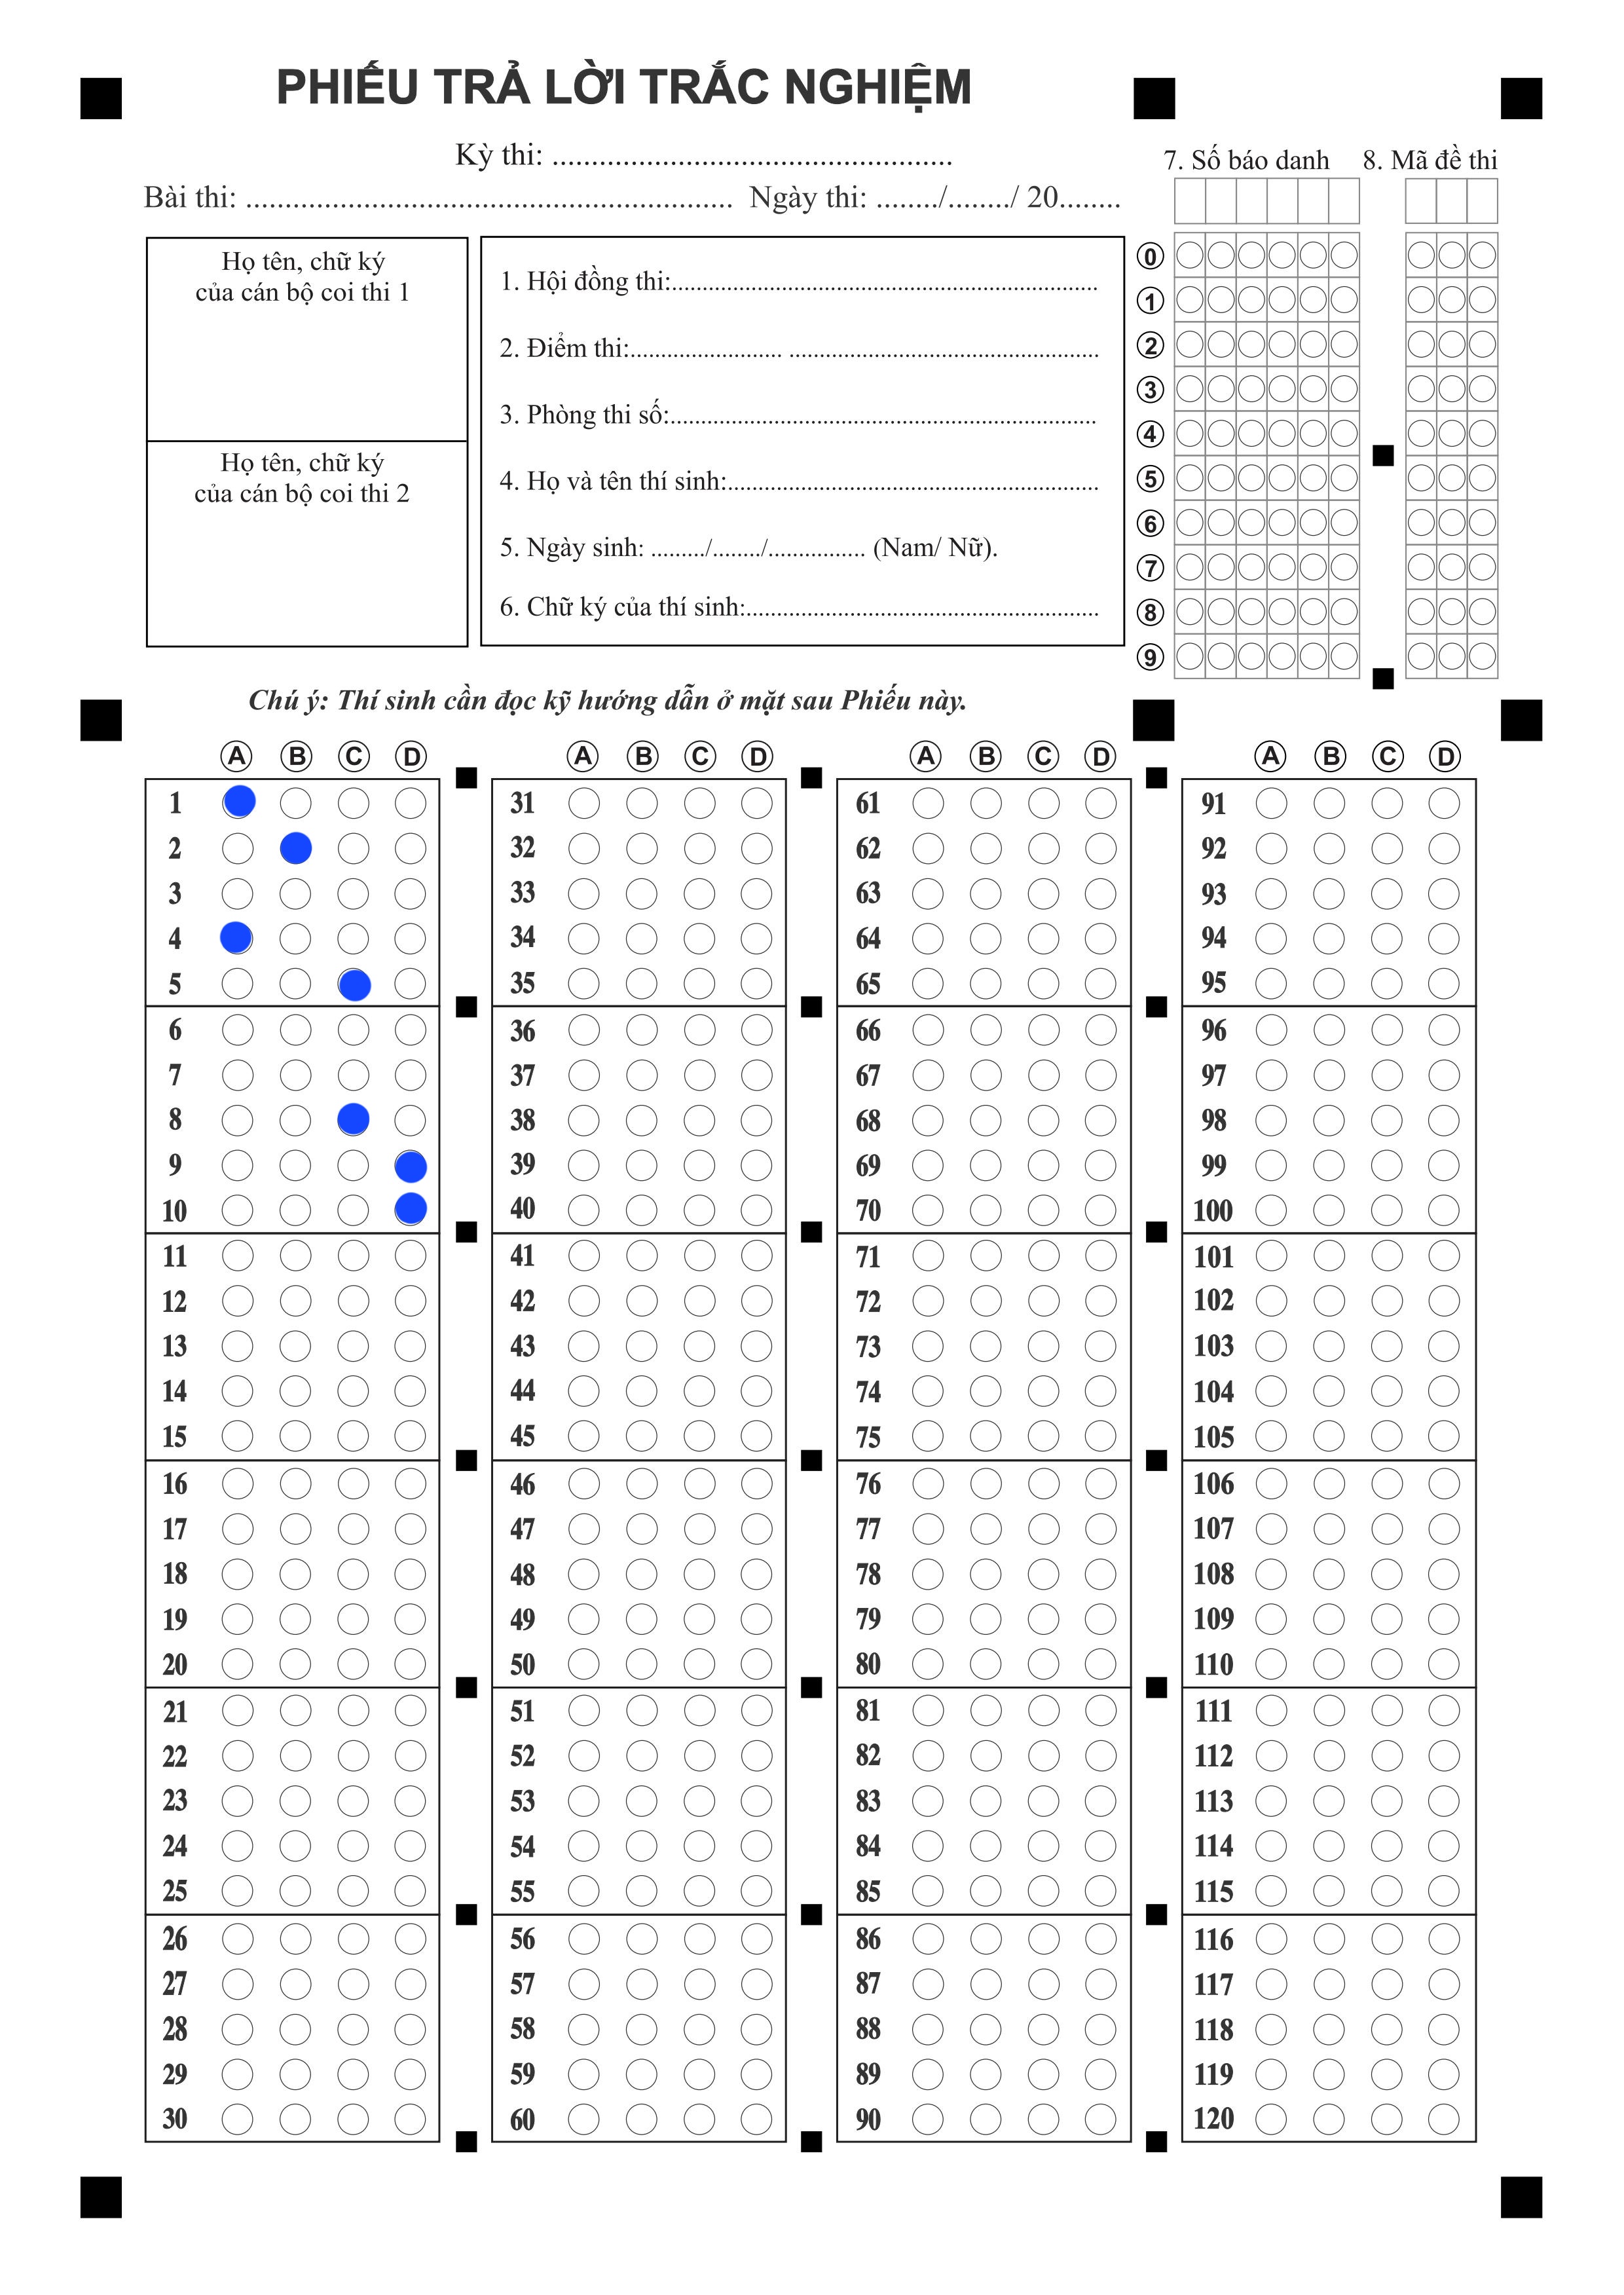 PHIẾU TRẢ LỜI TRẮC NGHIỆM
Kỳ thi: ...................................................
Bài thi: .............................................................. Ngày thi: ......../......../ 20........
7. Số báo danh 8. Mã đề thi
Họ tên, chữ ký
của cán bộ coi thi 1
Họ tên, chữ ký
của cán bộ coi thi 2
1. Hội đồng thi:......................................................................
2. Điểm thi:......................... ...................................................
3. Phòng thi số:......................................................................
4. Họ và tên thí sinh:.............................................................
5. Ngày sinh: ........./......../................ (Nam/ Nữ).
6. Chữ ký của thí sinh:..........................................................
0
1
2
3
4
5
6
7
8
9
Chú ý: Thí sinh cần đọc kỹ hướng dẫn ở mặt sau Phiếu này.
A B C D A B C D A B C D A B C D
1 31 61 91
2 32 62 92
3 33 63 93
4 34 64 94
5 35 65 95
6 36 66 96
7 37 67 97
8 38 68 98
9 39 69 99
10 40 70 100
11 41 71 101
12 42 72 102
13 43 73 103
14 44 74 104
15 45 75 105
16 46 76 106
17 47 77 107
18 48 78 108
19 49 79 109
20 50 80 110
21 51 81 111
22 52 82 112
23 53 83 113
24 54 84 114
25 55 85 115
26 56 86 116
27 57 87 117
28 58 88 118
29 59 89 119
30 60 90 120